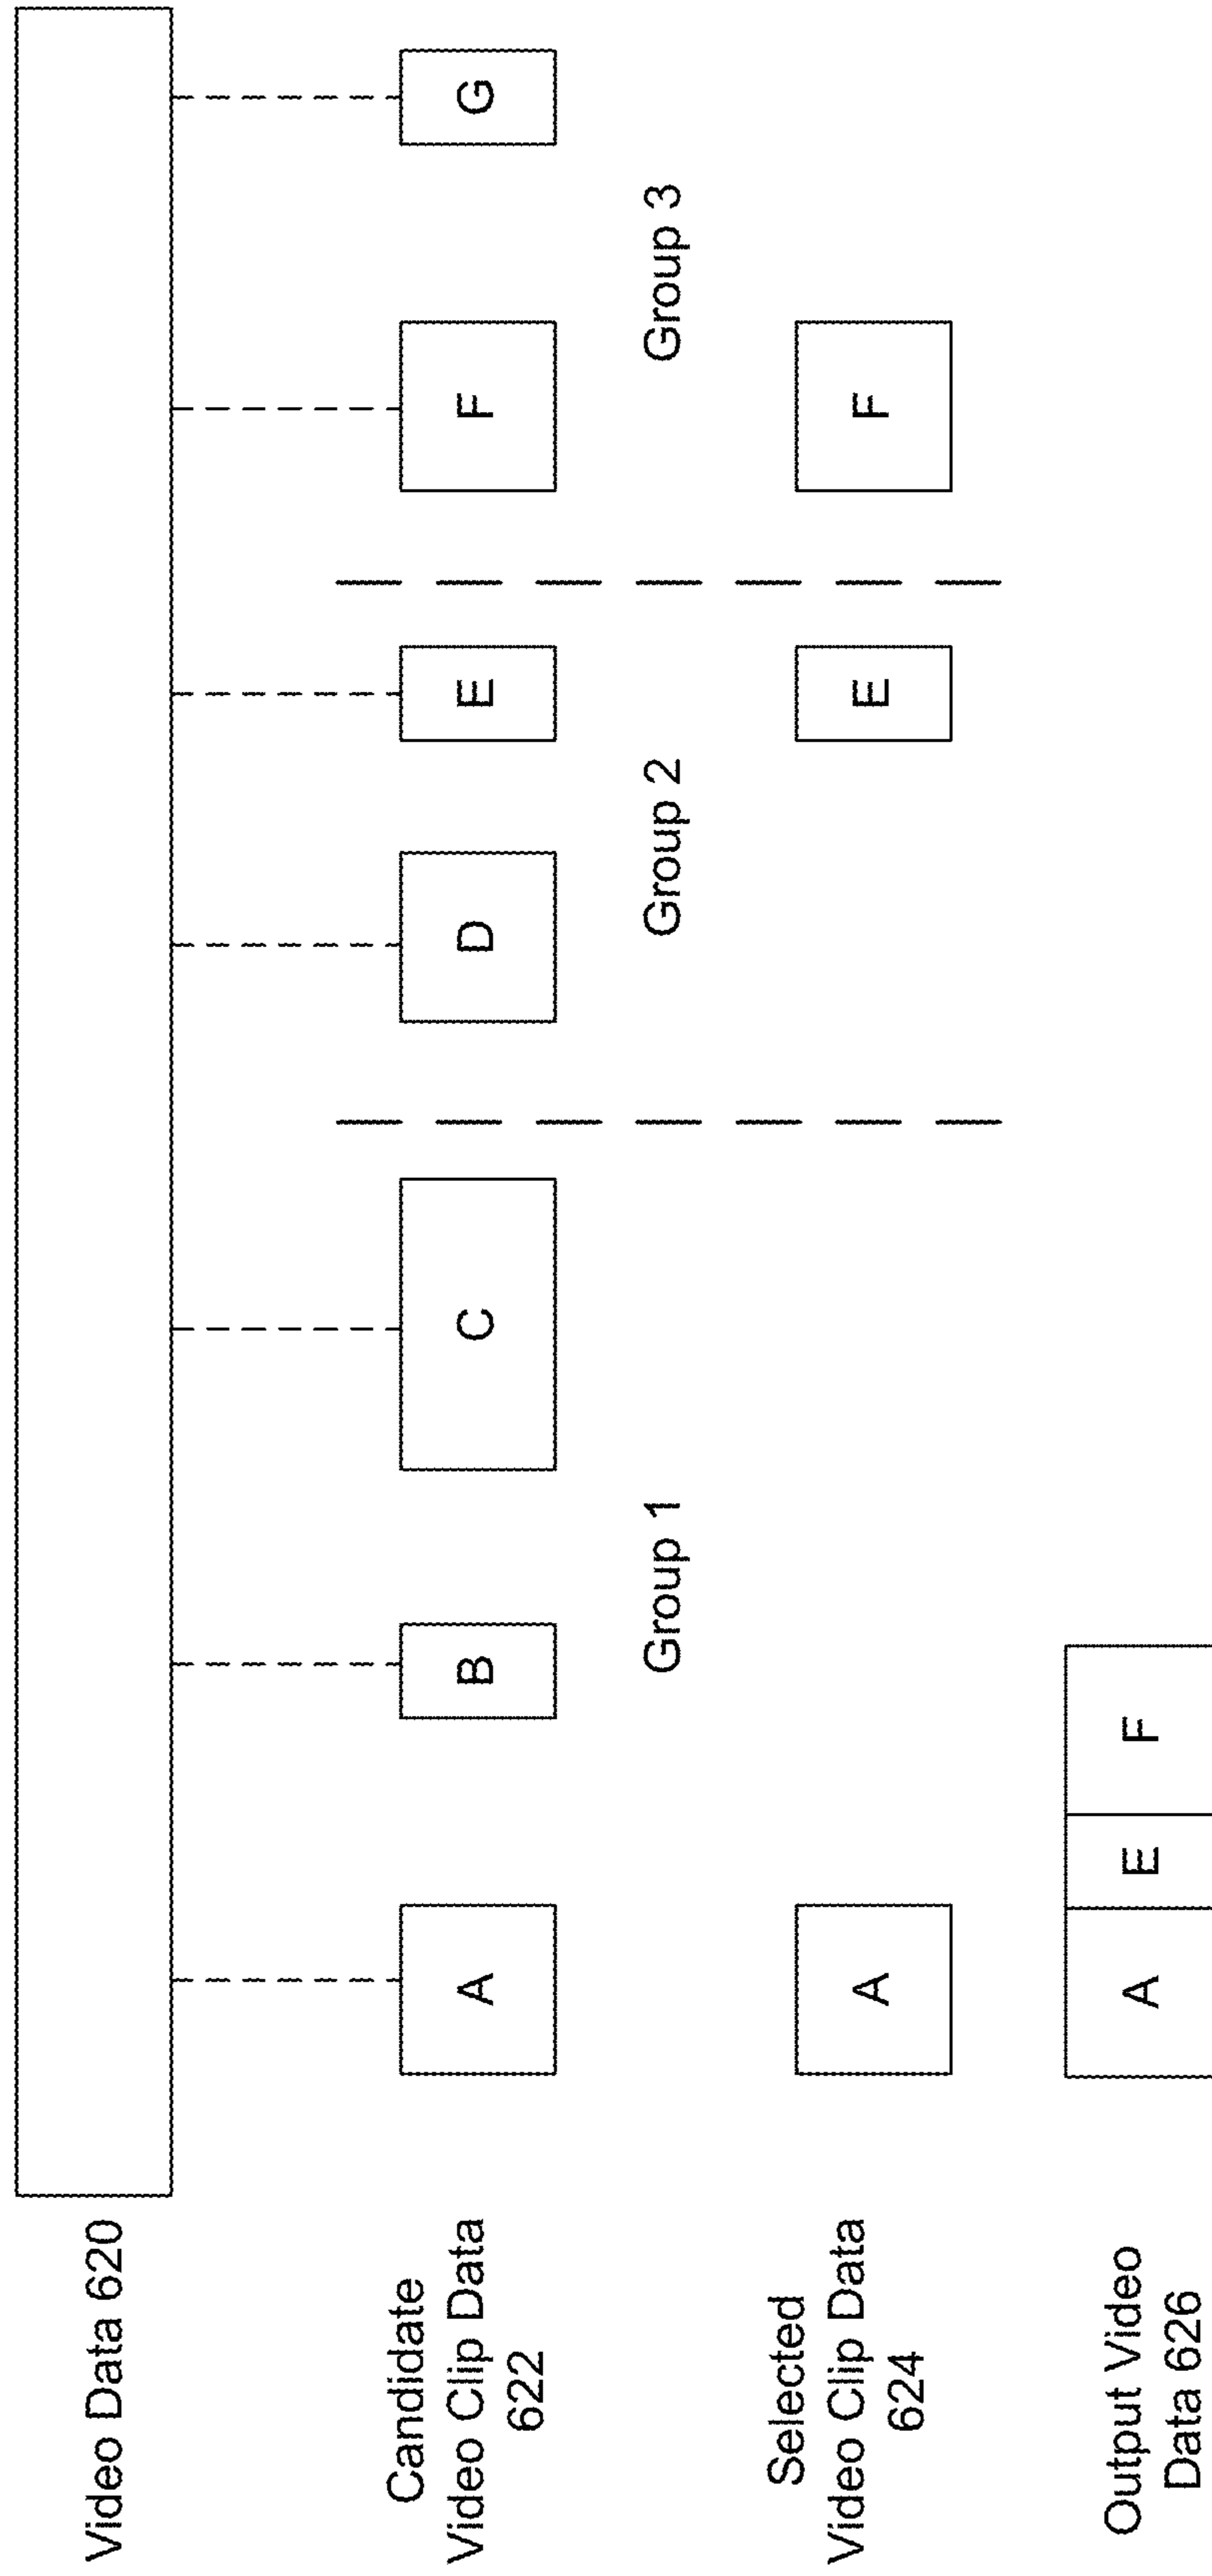 Video Data 620
Candidate
Video Clip Data
622
A
B
C
D
E
F
G
Group 1
Group 2
Group 3
Selected
Video Clip Data
624
A
E
F
Output Video
Data 626
A
E
F